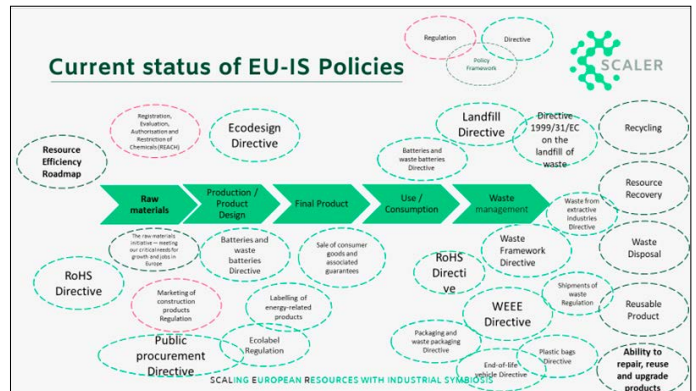 Regulation
Directive
Policy
Framework
SCALER
Current status of EU-IS Policies
Resource
Efficiency
Roadmap
Registration,
Evaluation,
Authorisation and
Restriction of
Chemicals (REACH)
Ecodesign
Directive
Batteries and
waste batteries
Directive
Landfill
Directive
Directive
1999/31/EC
on the
landfill of
waste
Recycling
Resource
Recovery
Waste
Disposal
Reusable
Product
Ability to
repair, reuse
and upgrade
products
Raw
materials
Production /
Product
Design
Final Product
Use /
Consumption
Waste
management
Waste from
extractive
Industries
Directive
The raw materials
initiative — meeting
our critical needs for
growth and jobs in
Europe
Batteries and
waste
batteries
Directive
Sale of consumer
goods and
associated
guarantees
RoHS
Directi
ve
Waste
Framework
Directive
RoHS
Directive
Marketing of
construction
products
Regulation
Labelling of
energy-related
products
WEEE
Directive
Shipments of
waste
Regulation
Public
procurement
Directive
Ecolabel
Regulation
Packaging and
waste packaging
Directive
End-of-life
vehicle Directive
Plastic bags
Directive
SCALING EUROPEAN RESOURCES WITH INDUSTRIAL SYMBIOSIS